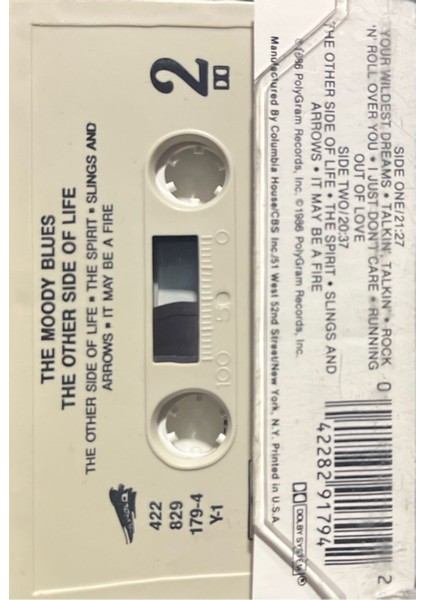 THE MOODY BLUES
THE OTHER SIDE OF LIFE
THE OTHER SIDE OF LIFE • THE SPIRIT • SLINGS AND
ARROWS • IT MAY BE A FIRE
2
0 50 100
422
829
179-4
Y-1
SIDE ONE/21:27
YOUR WILDEST DREAMS • TALKIN' TALKIN' • ROCK
'N' ROLL OVER YOU • I JUST DON'T CARE • RUNNING
OUT OF LOVE
SIDE TWO/20:37
THE OTHER SIDE OF LIFE • THE SPIRIT • SLINGS AND
ARROWS • IT MAY BE A FIRE
℗1986 PolyGram Records, Inc. ©1986 PolyGram Records, Inc.
Manufactured By Columbia House/CBS Inc./51 West 52nd Street/New York, N.Y. Printed in U.S.A
0 42282 91794 2
DOLBY SYSTEM